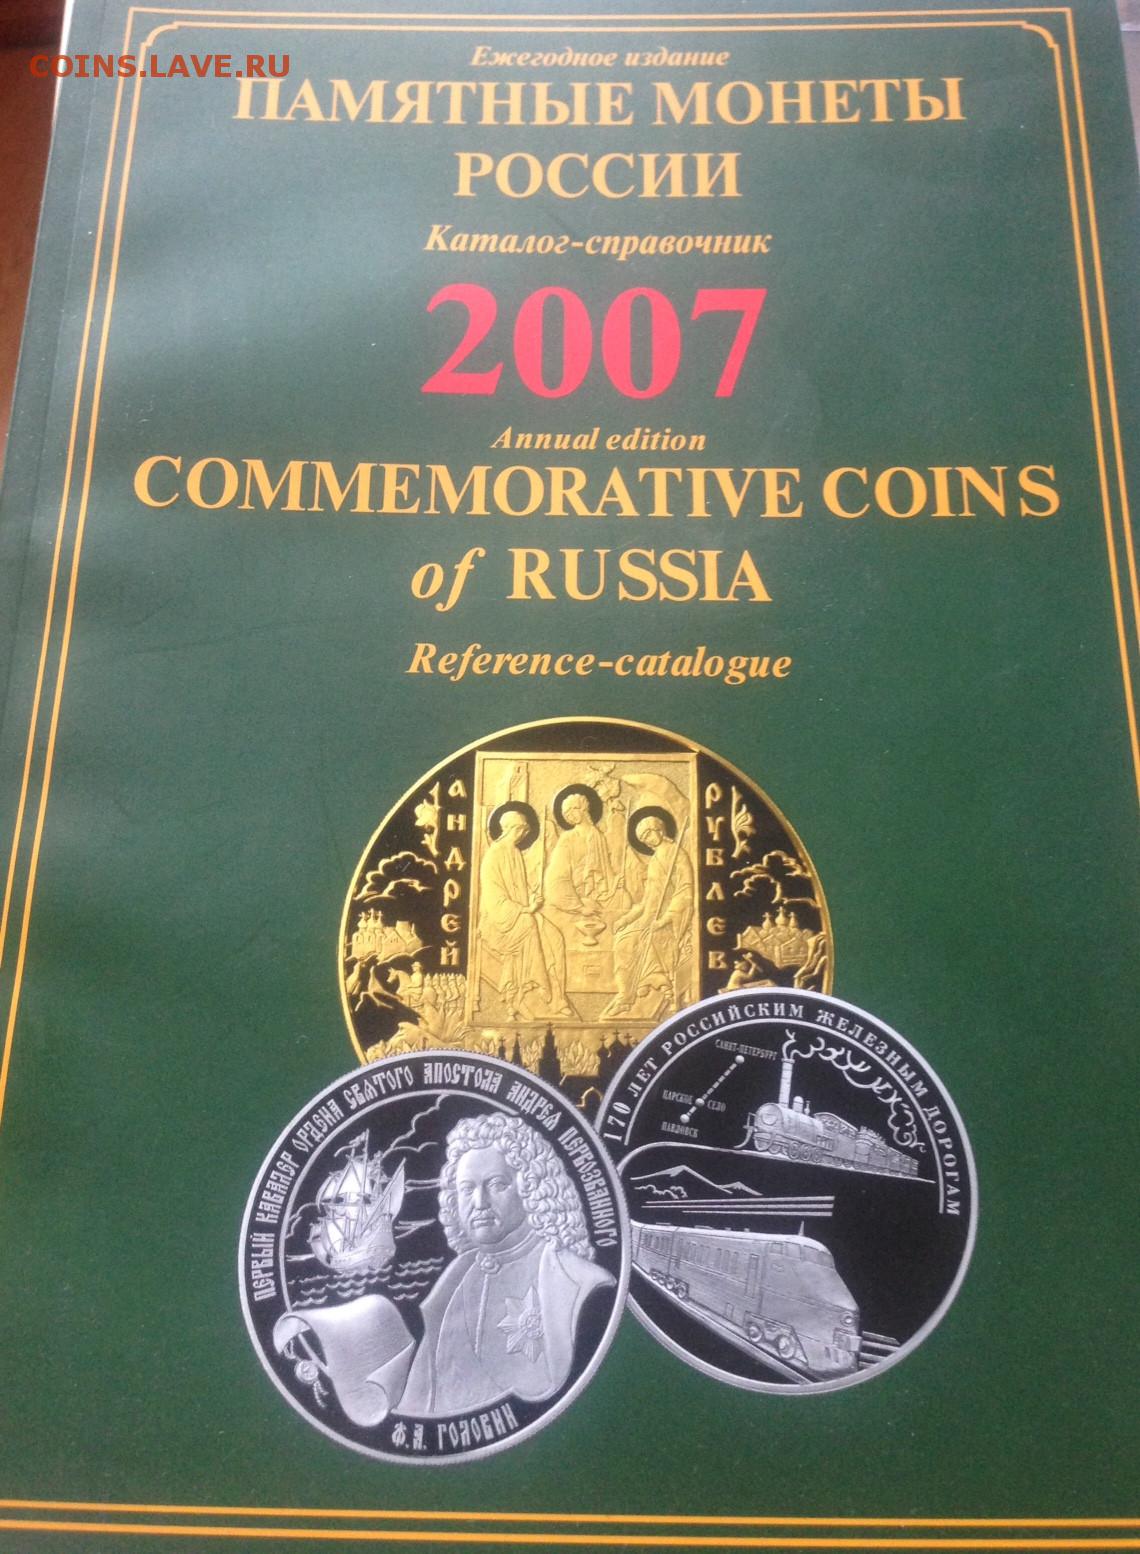 COINS.LAVE.RU
Ежегодное издание
ПАМЯТНЫЕ МОНЕТЫ
РОССИИ
Каталог-справочник
2007
Annual edition
COMMEMORATIVE COINS
of RUSSIA
Reference-catalogue
АНДРЕЙ
РУБЛЕВ
170 ЛЕТ РОССИЙСКИМ ЖЕЛЕЗНЫМ ДОРОГАМ
САНКТ-ПЕТЕРБУРГ
ЦАРСКОЕ СЕЛО
ПАВЛОВСК
ПЕРВЫЙ КАВАЛЕР ОРДЕНА СВЯТОГО АПОСТОЛА АНДРЕЯ ПЕРВОЗВАННОГО
Ф.А. ГОЛОВИН